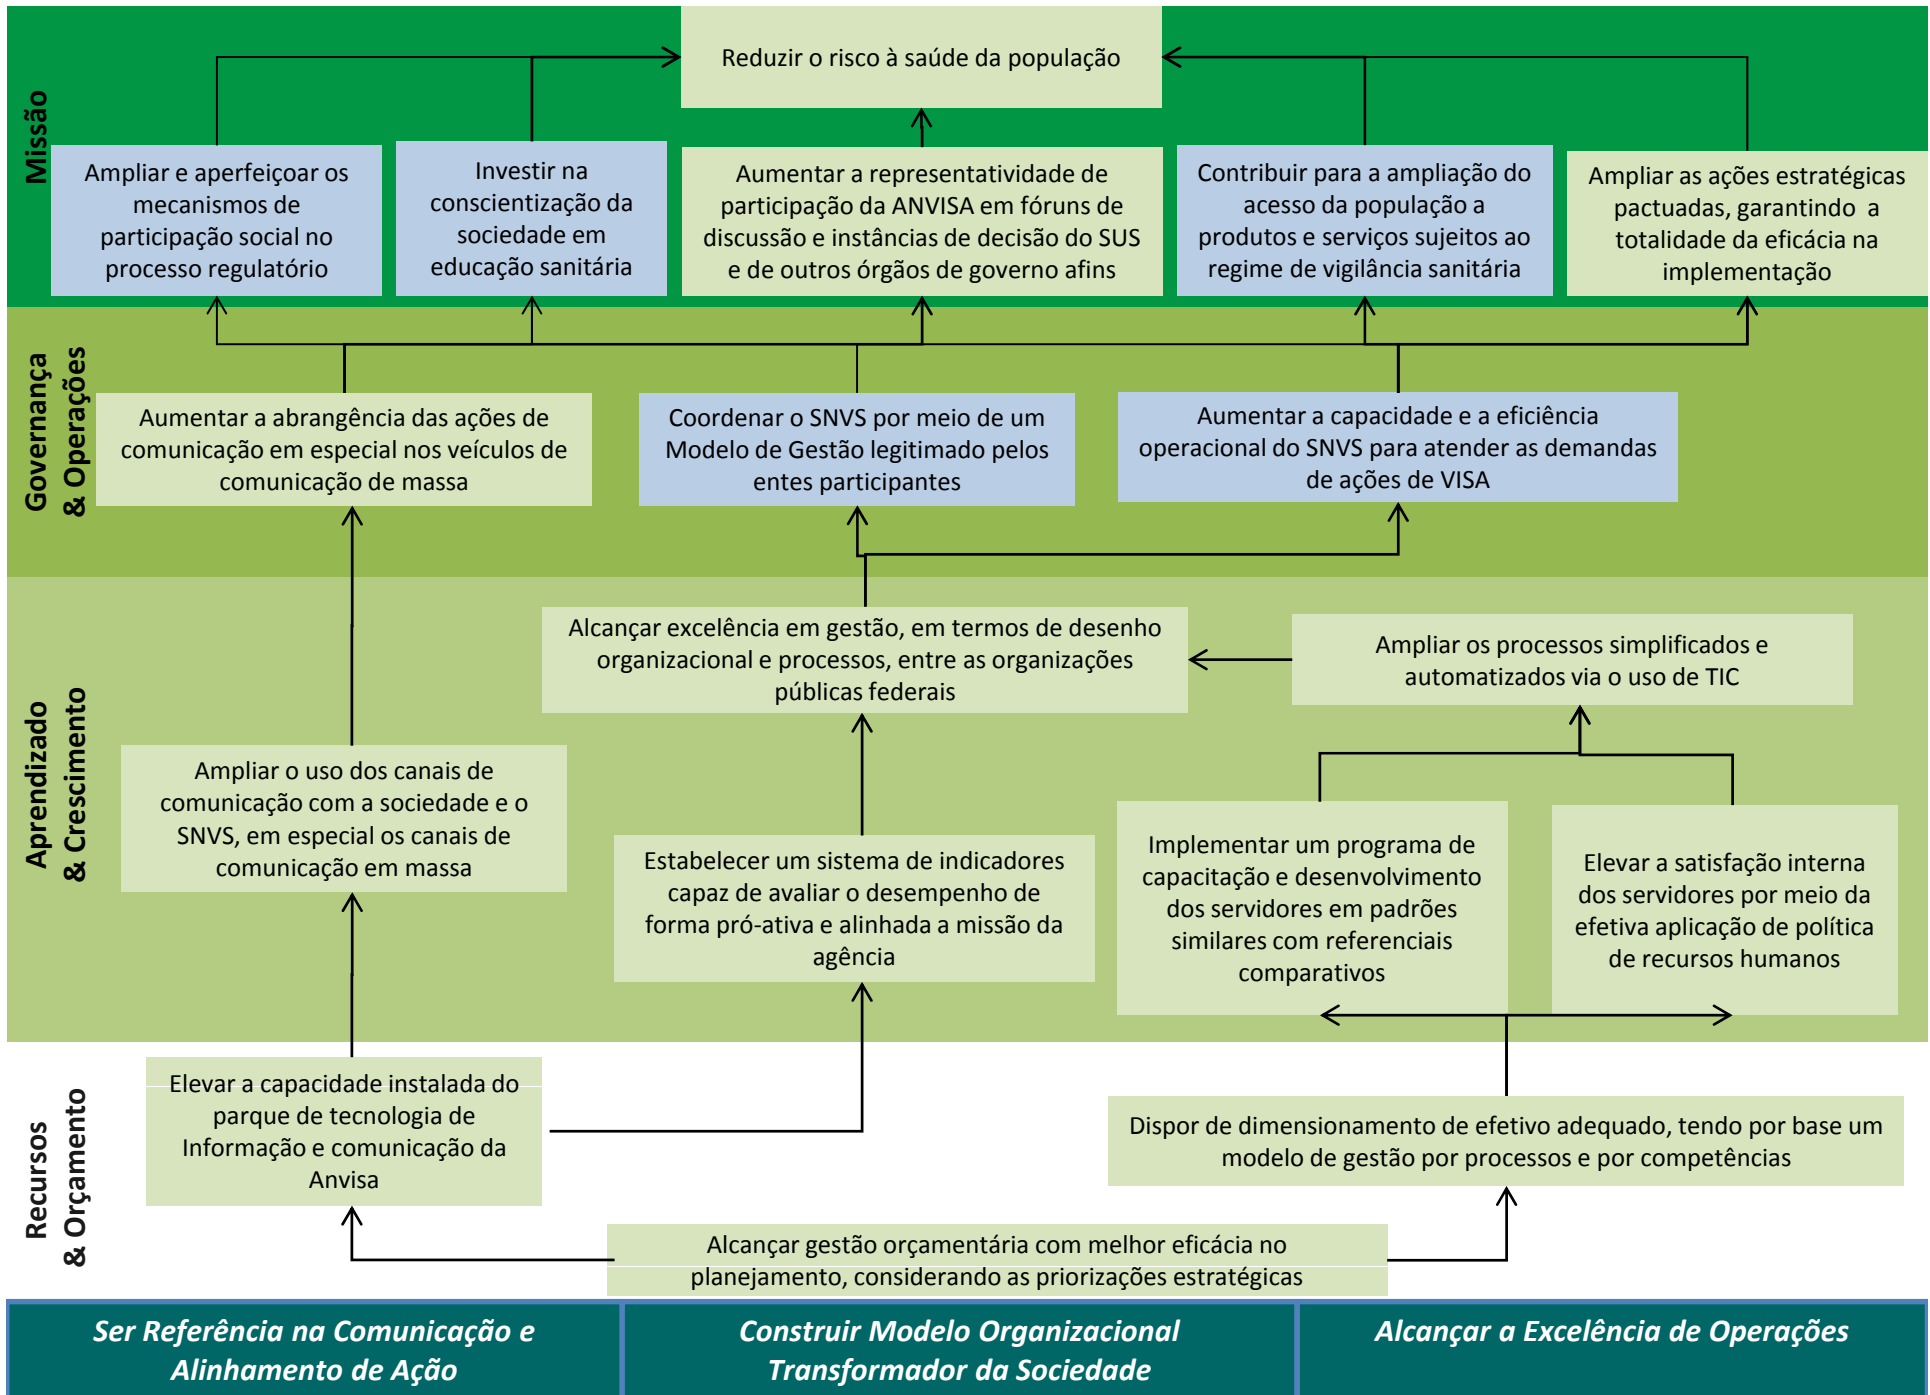 Missão
Reduzir o risco à saúde da população
Ampliar e aperfeiçoar os
mecanismos de
participação social no
processo regulatório
Investir na
conscientização da
sociedade em
educação sanitária
Aumentar a representatividade de
participação da ANVISA em fóruns de
discussão e instâncias de decisão do SUS
e de outros órgãos de governo afins
Contribuir para a ampliação do
acesso da população a
produtos e serviços sujeitos ao
regime de vigilância sanitária
Ampliar as ações estratégicas
pactuadas, garantindo a
totalidade da eficácia na
implementação
Governança
& Operações
Aumentar a abrangência das ações de
comunicação em especial nos veículos de
comunicação de massa
Coordenar o SNVS por meio de um
Modelo de Gestão legitimado pelos
entes participantes
Aumentar a capacidade e a eficiência
operacional do SNVS para atender as demandas
de ações de VISA
Aprendizado
& Crescimento
Alcançar excelência em gestão, em termos de desenho
organizacional e processos, entre as organizações
públicas federais
Ampliar os processos simplificados e
automatizados via o uso de TIC
Ampliar o uso dos canais de
comunicação com a sociedade e o
SNVS, em especial os canais de
comunicação em massa
Estabelecer um sistema de indicadores
capaz de avaliar o desempenho de
forma pró-ativa e alinhada a missão da
agência
Implementar um programa de
capacitação e desenvolvimento
dos servidores em padrões
similares com referenciais
comparativos
Elevar a satisfação interna
dos servidores por meio da
efetiva aplicação de política
de recursos humanos
Recursos
& Orçamento
Elevar a capacidade instalada do
parque de tecnologia de
Informação e comunicação da
Anvisa
Dispor de dimensionamento de efetivo adequado, tendo por base um
modelo de gestão por processos e por competências
Alcançar gestão orçamentária com melhor eficácia no
planejamento, considerando as priorizações estratégicas
Ser Referência na Comunicação e
Alinhamento de Ação
Construir Modelo Organizacional
Transformador da Sociedade
Alcançar a Excelência de Operações